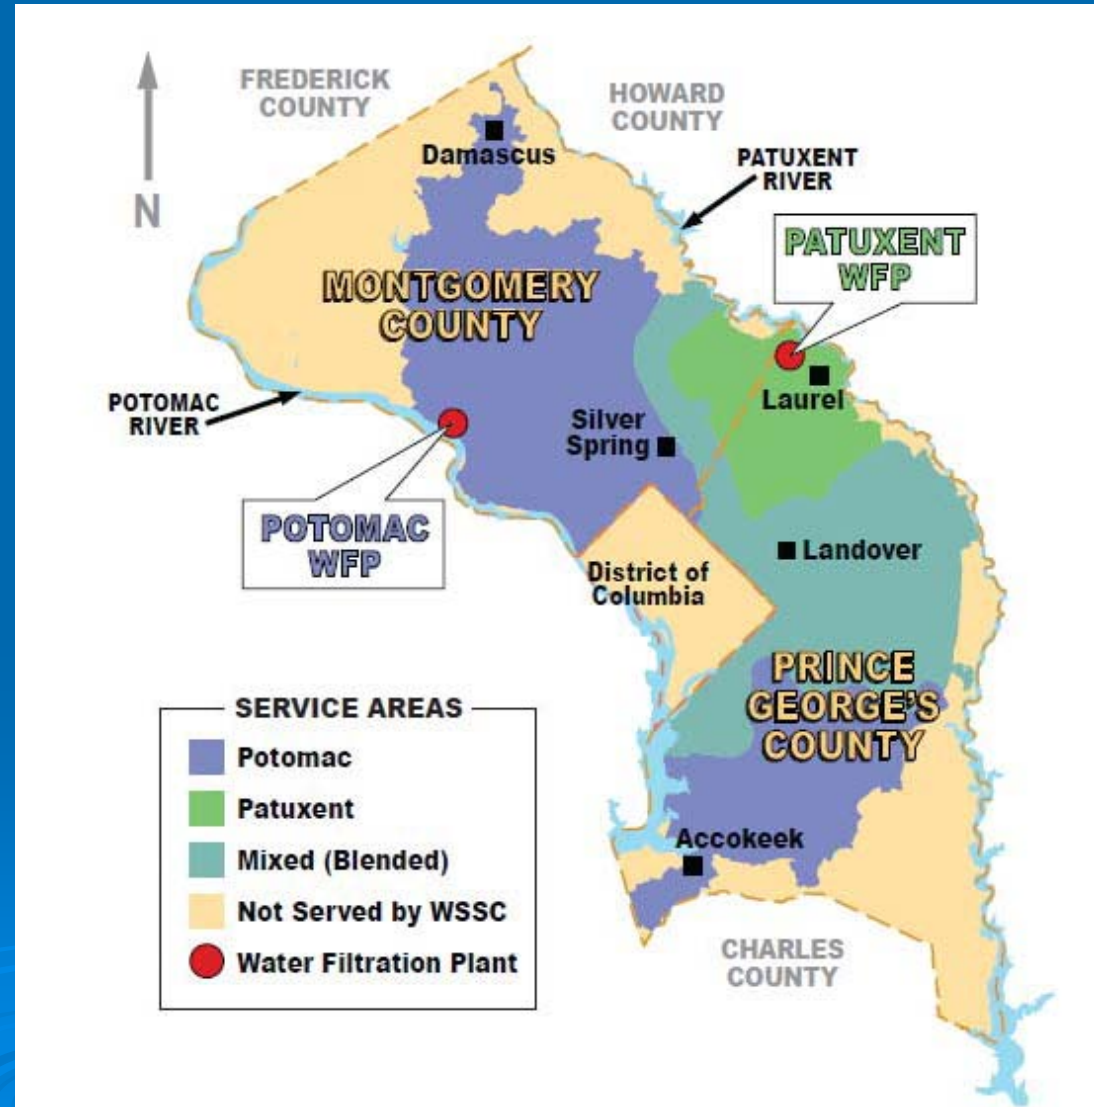 FREDERICK
COUNTY
HOWARD
COUNTY
N
Damascus
PATUXENT
RIVER
PATUXENT
WFP
MONTGOMERY
COUNTY
POTOMAC
RIVER
Laurel
Silver
Spring
POTOMAC
WFP
Landover
District of
Columbia
PRINCE
GEORGE'S
COUNTY
SERVICE AREAS
Potomac
Patuxent
Mixed (Blended)
Not Served by WSSC
Water Filtration Plant
Accokeek
CHARLES
COUNTY